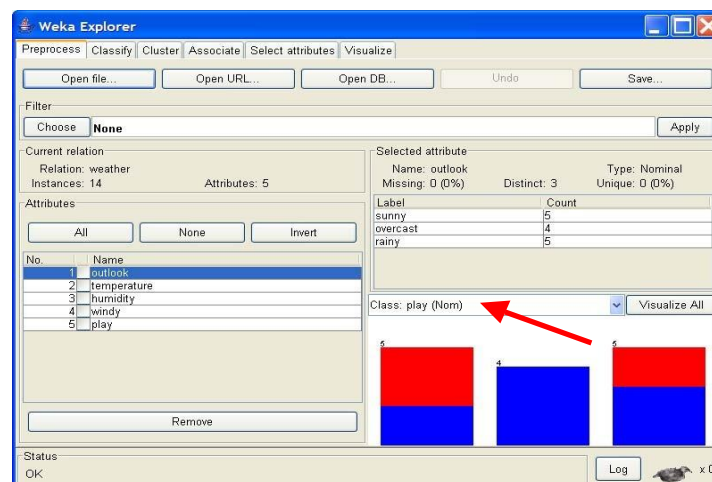 Weka Explorer
Preprocess Classify Cluster Associate Select attributes Visualize
Open file... Open URL... Open DB... Undo Save...
Filter
Choose None Apply
Current relation
Relation: weather
Instances: 14 Attributes: 5
Attributes
All None Invert
No. Name
1 outlook
2 temperature
3 humidity
4 windy
5 play
Remove
Selected attribute
Name: outlook Type: Nominal
Missing: 0 (0%) Distinct: 3 Unique: 0 (0%)
Label Count
sunny 5
overcast 4
rainy 5
Class: play (Nom) Visualize All
5 4 5
Status
OK Log x 0